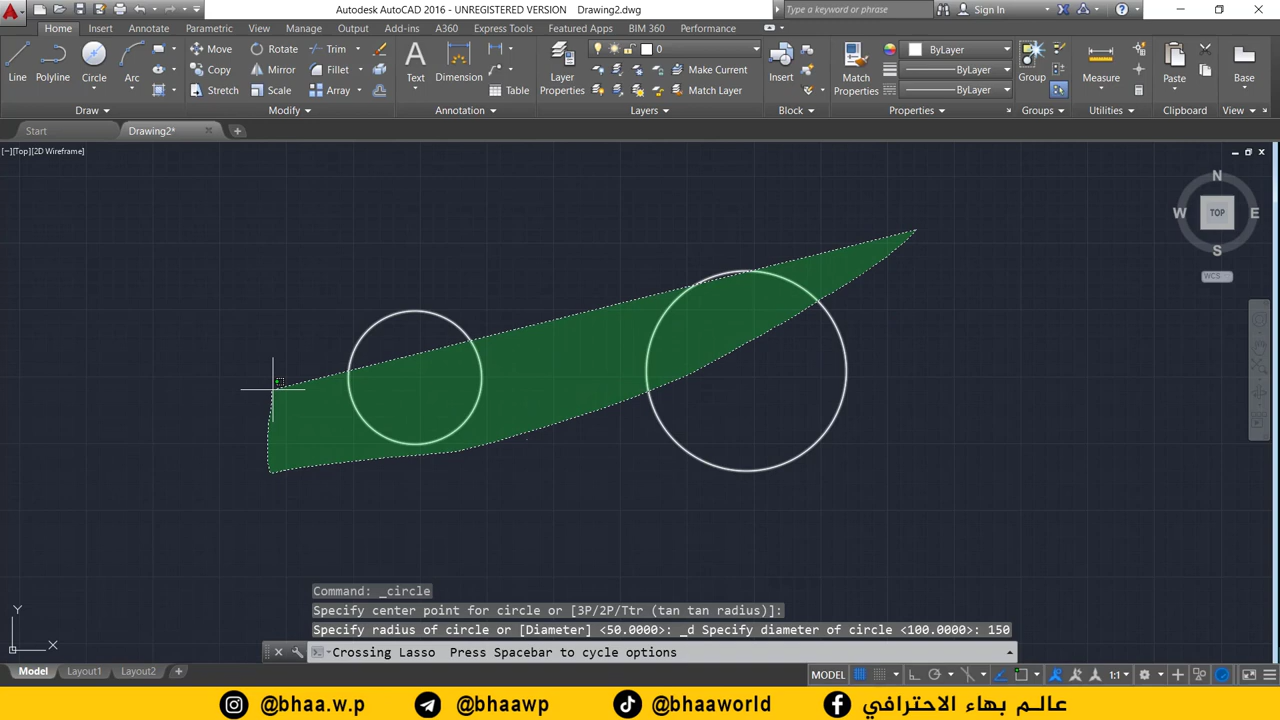 Autodesk AutoCAD 2016 - UNREGISTERED VERSION Drawing2.dwg
Type a keyword or phrase
Sign In
Home Insert Annotate Parametric View Manage Output Add-ins A360 Express Tools Featured Apps BIM 360 Performance
Move Rotate Trim
Copy Mirror Fillet
Stretch Scale Array
Line Polyline Circle Arc
Text Dimension Table
Layer Properties
0
Make Current
Match Layer
Insert
Match Properties
ByLayer
ByLayer
ByLayer
Group
Measure
Paste
Base
Draw Modify Annotation Layers Block Properties Groups Utilities Clipboard View
Start Drawing2*
[−][Top][2D Wireframe]
N
W TOP E
S
WCS
Y
X
Command: _circle
Specify center point for circle or [3P/2P/Ttr (tan tan radius)]:
Specify radius of circle or [Diameter] <50.0000>: _d Specify diameter of circle <100.0000>: 150
Crossing Lasso Press Spacebar to cycle options
Model Layout1 Layout2 +
MODEL 1:1
@bhaa.w.p @bhaawp @bhaaworld عالم بهاء الاحترافي